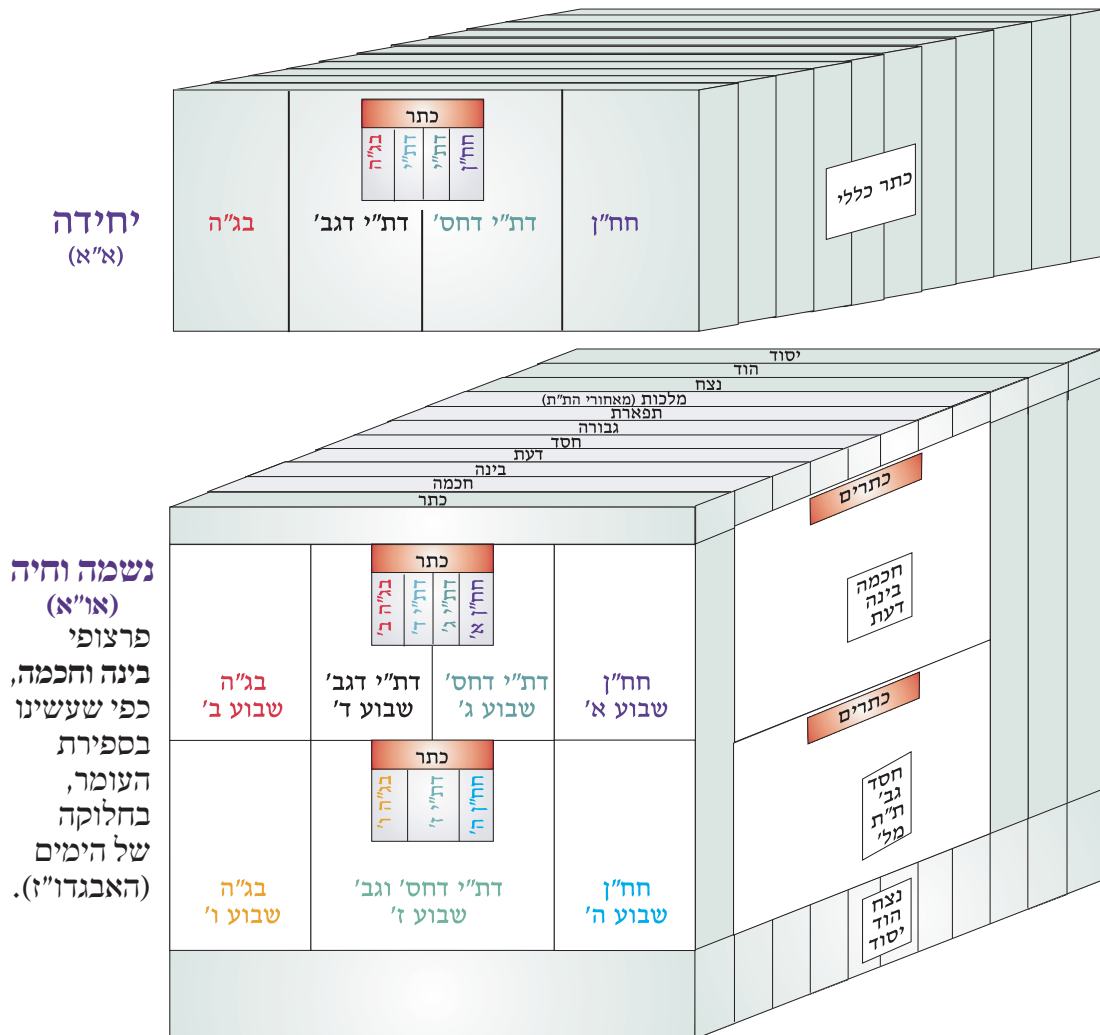 כתר
חח"ן
דת"י
דת"י
בג"ה
חח"ן
דת"י דחס'
דת"י דגב'
בג"ה
כתר כללי
יחידה
(א"א)
יסוד
הוד
נצח
מלכות (מאחורי הת"ת)
תפארת
גבורה
חסד
דעת
בינה
חכמה
כתר
כתר
חח"ן א'
דת"י ג'
דת"י ד'
בג"ה ב'
חח"ן
שבוע א'
דת"י דחס'
שבוע ג'
דת"י דגב'
שבוע ד'
בג"ה
שבוע ב'
כתר
חח"ן ה'
דת"י ז'
בג"ה ו'
חח"ן
שבוע ה'
דת"י דחס' וגב'
שבוע ז'
בג"ה
שבוע ו'
כתרים
חכמה
בינה
דעת
כתרים
חסד
גב'
ת"ת
מל'
נצח
הוד
יסוד
נשמה וחיה
(או"א)
פרצופי
בינה וחכמה,
כפי שעשינו
בספירת
העומר,
בחלוקה
של הימים
(האבגדו"ז).